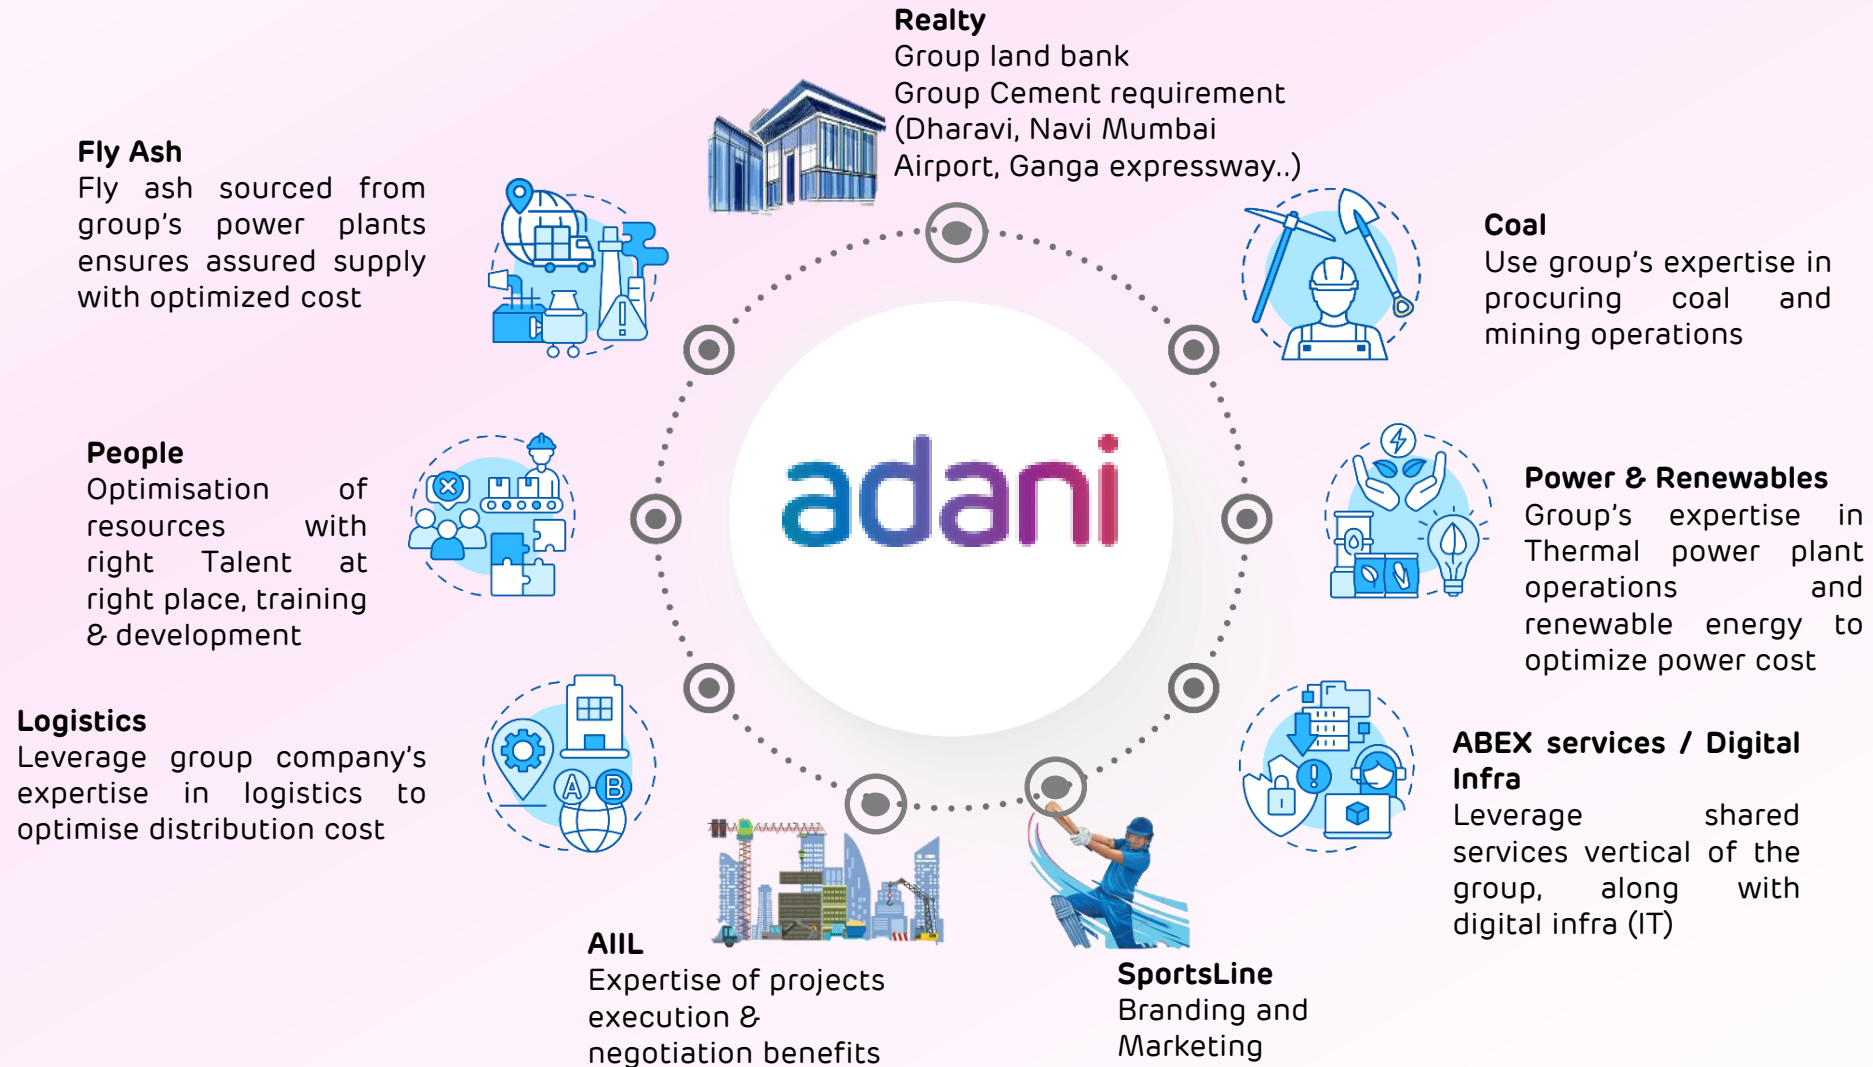 Realty
Group land bank
Group Cement requirement
(Dharavi, Navi Mumbai
Airport, Ganga expressway..)
Fly Ash
Fly ash sourced from
group's power plants
ensures assured supply
with optimized cost
Coal
Use group's expertise in
procuring coal and
mining operations
adani
People
Optimisation of
resources with
right Talent at
right place, training
& development
Power & Renewables
Group's expertise in
Thermal power plant
operations and
renewable energy to
optimize power cost
Logistics
Leverage group company's
expertise in logistics to
optimise distribution cost
A B
ABEX services / Digital
Infra
Leverage shared
services vertical of the
group, along with
digital infra (IT)
AIIL
Expertise of projects
execution &
negotiation benefits
SportsLine
Branding and
Marketing